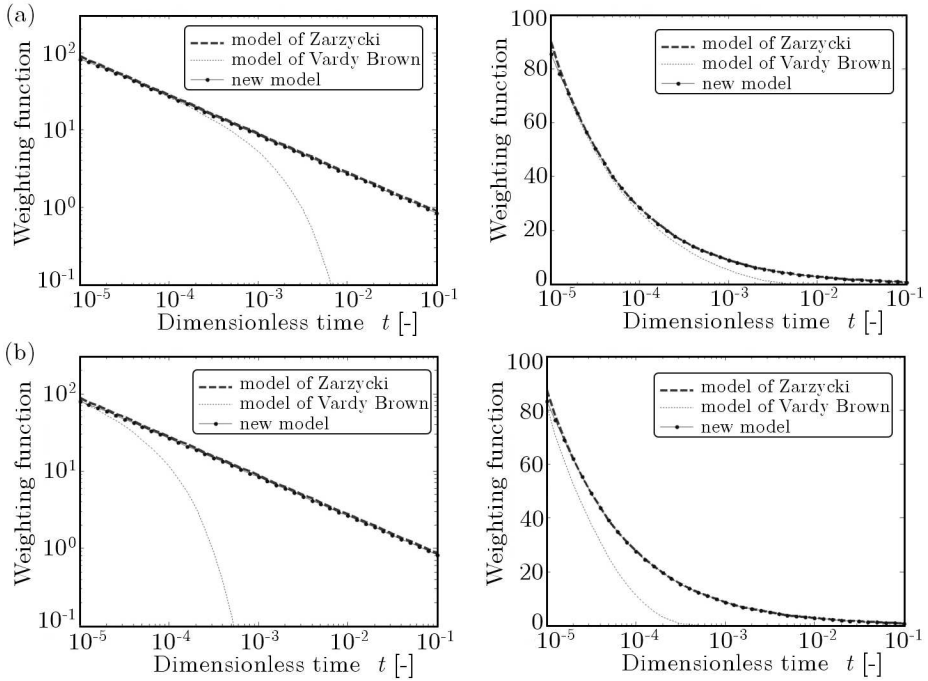 (a)
Weighting function
10^2
10^1
10^0
10^-1
model of Zarzycki
model of Vardy Brown
new model
10^-5 10^-4 10^-3 10^-2 10^-1
Dimensionless time t [-]
Weighting function
100
80
60
40
20
0
model of Zarzycki
model of Vardy Brown
new model
10^-5 10^-4 10^-3 10^-2 10^-1
Dimensionless time t [-]
(b)
Weighting function
10^2
10^1
10^0
10^-1
model of Zarzycki
model of Vardy Brown
new model
10^-5 10^-4 10^-3 10^-2 10^-1
Dimensionless time t [-]
Weighting function
100
80
60
40
20
0
model of Zarzycki
model of Vardy Brown
new model
10^-5 10^-4 10^-3 10^-2 10^-1
Dimensionless time t [-]